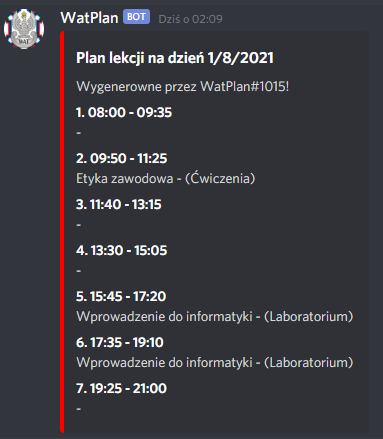 WatPlan BOT Dziś o 02:09
Plan lekcji na dzień 1/8/2021
Wygenerowne przez WatPlan#1015!
1. 08:00 - 09:35
-
2. 09:50 - 11:25
Etyka zawodowa - (Ćwiczenia)
3. 11:40 - 13:15
-
4. 13:30 - 15:05
-
5. 15:45 - 17:20
Wprowadzenie do informatyki - (Laboratorium)
6. 17:35 - 19:10
Wprowadzenie do informatyki - (Laboratorium)
7. 19:25 - 21:00
-